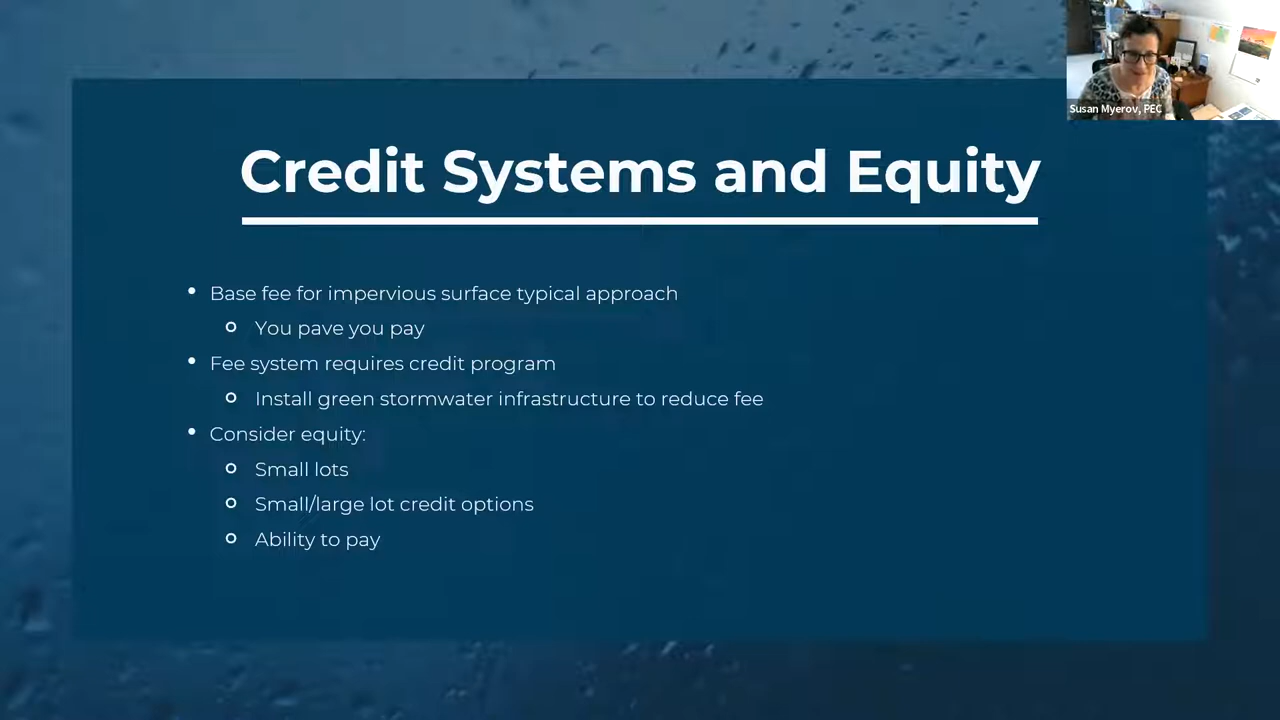 Susan Myerov, PEC
Credit Systems and Equity
• Base fee for impervious surface typical approach
o You pave you pay
• Fee system requires credit program
o Install green stormwater infrastructure to reduce fee
• Consider equity:
o Small lots
o Small/large lot credit options
o Ability to pay